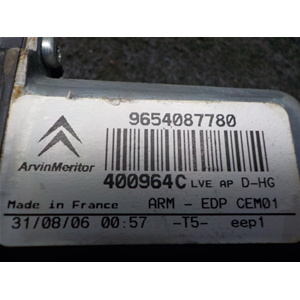 9654087780
ArvinMeritor
400964C LVE AP D-HG
Made in France ARM - EDP CEM01
31/08/06 00:57 -T5- eep1